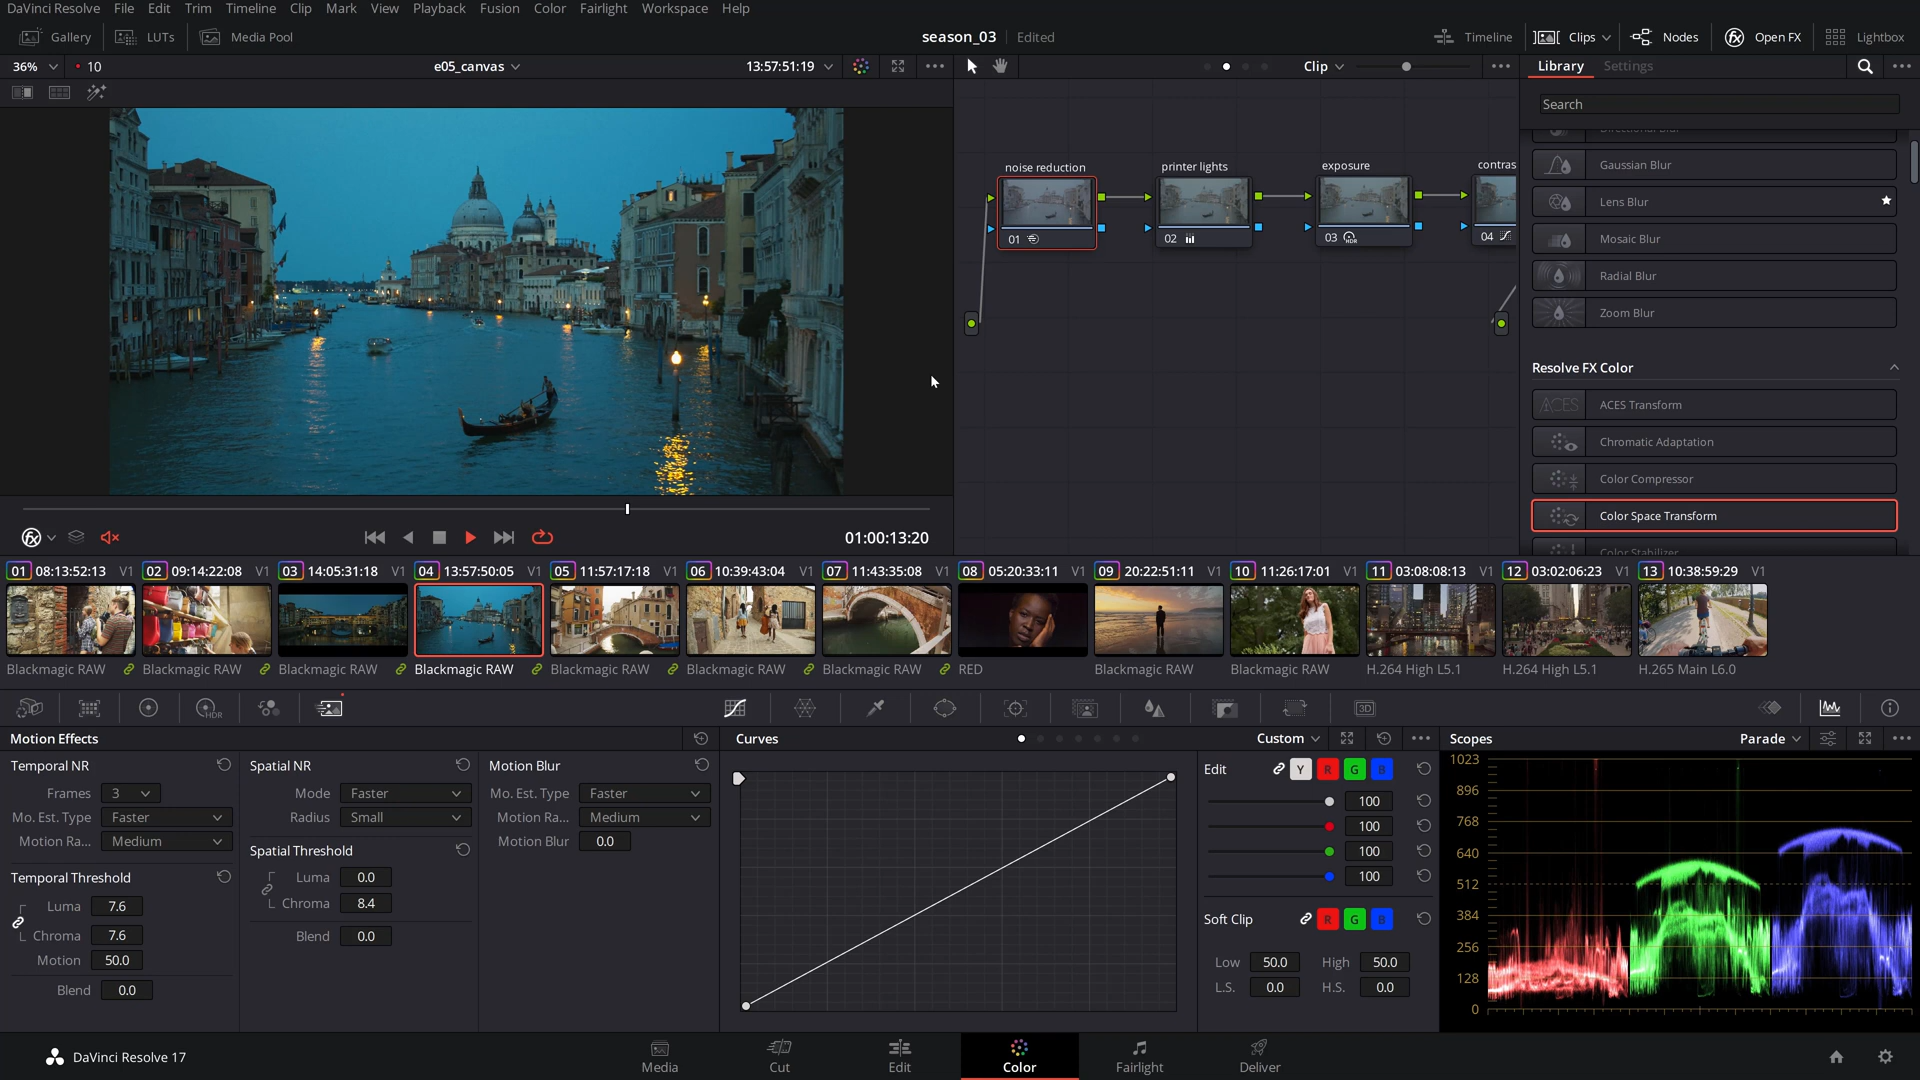 DaVinci Resolve File Edit Trim Timeline Clip Mark View Playback Fusion Color Fairlight Workspace Help
Gallery LUTs Media Pool season_03 Edited Timeline Clips Nodes Open FX Lightbox
36% 10 e05_canvas 13:57:51:19 Clip Library Settings
Search
Gaussian Blur
Lens Blur
Mosaic Blur
Radial Blur
Zoom Blur
Resolve FX Color
ACES Transform
Chromatic Adaptation
Color Compressor
Color Space Transform
Color Stabilizer
noise reduction printer lights exposure contras
01 02 03 HDR 04
01:00:13:20
01 08:13:52:13 V1 02 09:14:22:08 V1 03 14:05:31:18 V1 04 13:57:50:05 V1 05 11:57:17:18 V1 06 10:39:43:04 V1 07 11:43:35:08 V1 08 05:20:33:11 V1 09 20:22:51:11 V1 10 11:26:17:01 V1 11 03:08:08:13 V1 12 03:02:06:23 V1 13 10:38:59:29 V1
Blackmagic RAW Blackmagic RAW Blackmagic RAW Blackmagic RAW Blackmagic RAW Blackmagic RAW Blackmagic RAW RED Blackmagic RAW Blackmagic RAW H.264 High L5.1 H.264 High L5.1 H.265 Main L6.0
HDR 3D
Motion Effects
Temporal NR
Frames 3
Mo. Est. Type Faster
Motion Ra... Medium
Temporal Threshold
Luma 7.6
Chroma 7.6
Motion 50.0
Blend 0.0
Spatial NR
Mode Faster
Radius Small
Spatial Threshold
Luma 0.0
Chroma 8.4
Blend 0.0
Motion Blur
Mo. Est. Type Faster
Motion Ra... Medium
Motion Blur 0.0
Curves Custom
Edit Y R G B
100
100
100
100
Soft Clip R G B
Low 50.0 High 50.0
L.S. 0.0 H.S. 0.0
Scopes Parade
1023
896
768
640
512
384
256
128
0
DaVinci Resolve 17 Media Cut Edit Color Fairlight Deliver